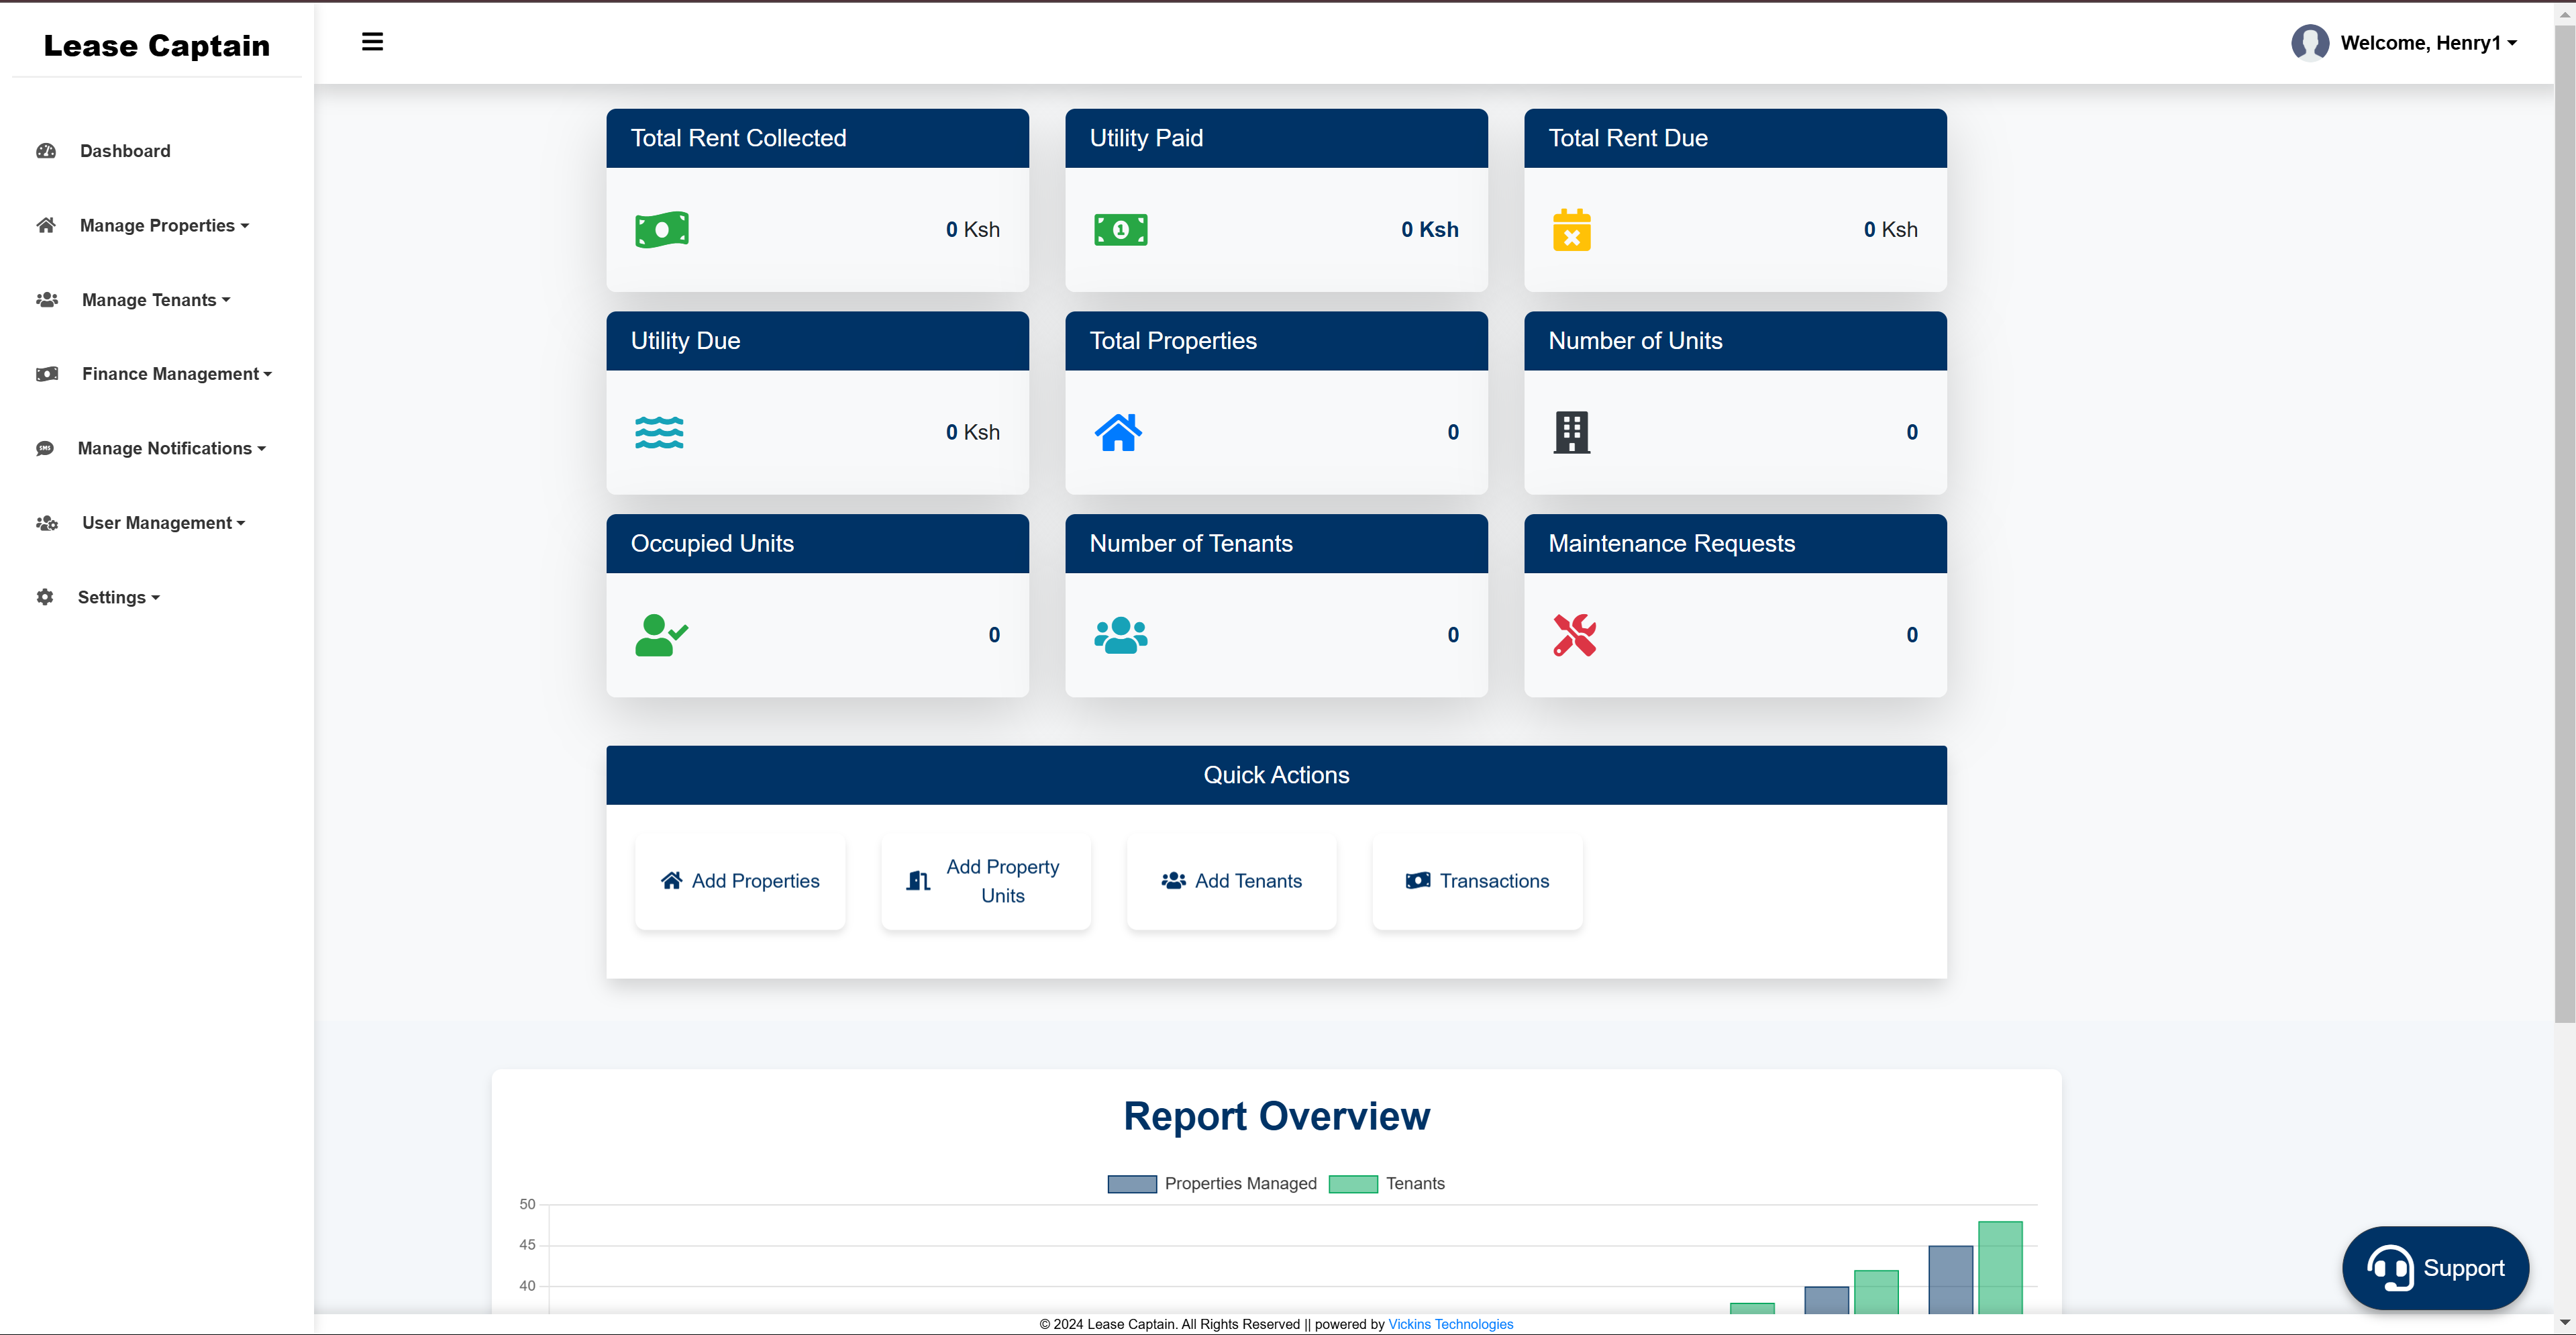 Lease Captain
Welcome, Henry1
Dashboard
Manage Properties
Manage Tenants
Finance Management
Manage Notifications
User Management
Settings
Total Rent Collected
0 Ksh
Utility Paid
0 Ksh
Total Rent Due
0 Ksh
Utility Due
0 Ksh
Total Properties
0
Number of Units
0
Occupied Units
0
Number of Tenants
0
Maintenance Requests
0
Quick Actions
Add Properties
Add Property
Units
Add Tenants
Transactions
Report Overview
Properties Managed
Tenants
50
45
40
Support
© 2024 Lease Captain. All Rights Reserved || powered by Vickins Technologies